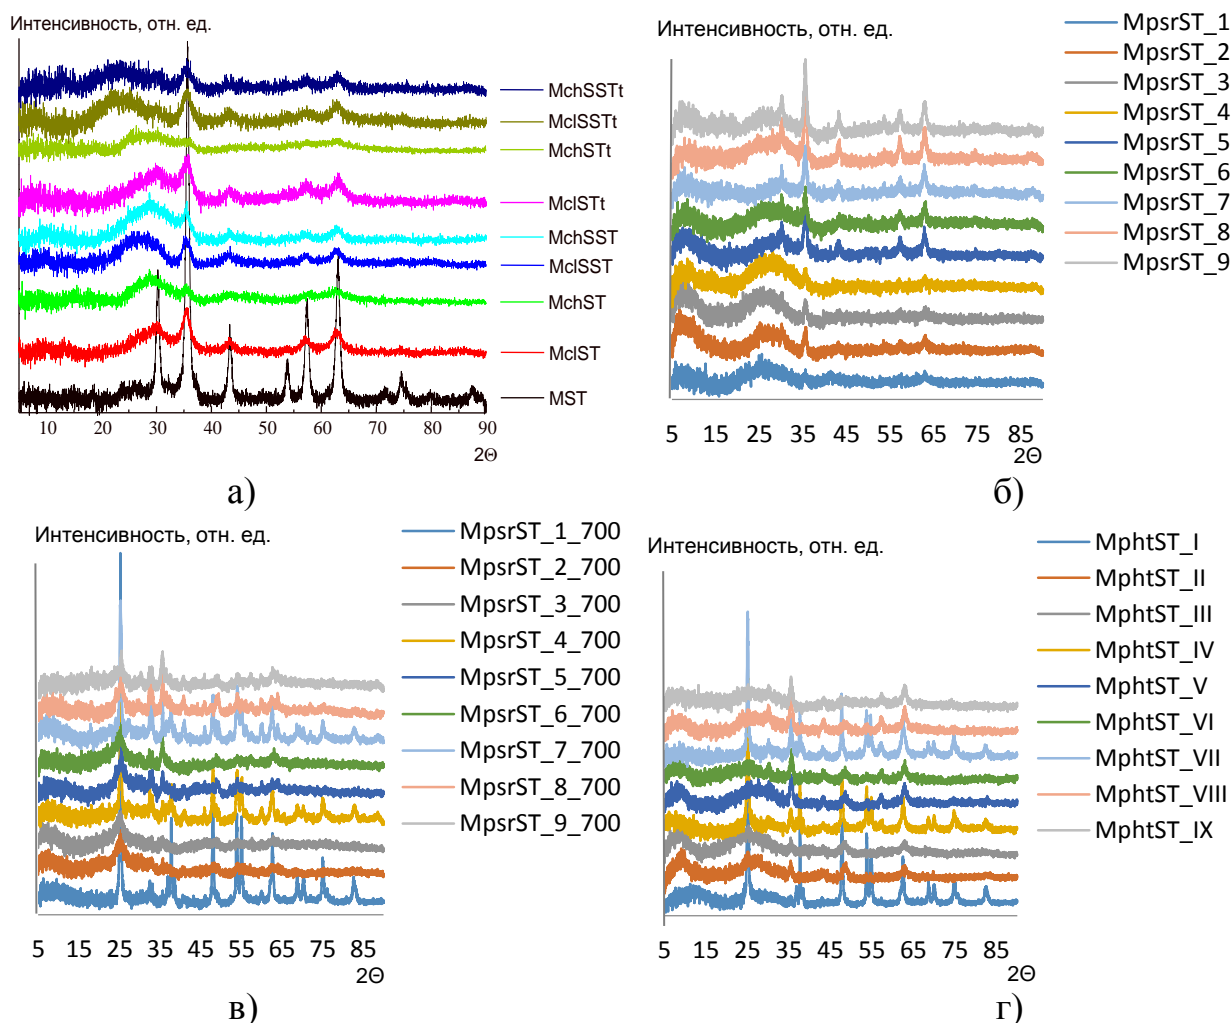 Интенсивность, отн. ед.
MchSSTt
MclSSTt
MchSTt
MclSTt
MchSST
MclSST
MchST
MclST
MST
10 20 30 40 50 60 70 80 90
2Θ
а)
Интенсивность, отн. ед.
MpsrST_1
MpsrST_2
MpsrST_3
MpsrST_4
MpsrST_5
MpsrST_6
MpsrST_7
MpsrST_8
MpsrST_9
5 15 25 35 45 55 65 75 85
2Θ
б)
Интенсивность, отн. ед.
MpsrST_1_700
MpsrST_2_700
MpsrST_3_700
MpsrST_4_700
MpsrST_5_700
MpsrST_6_700
MpsrST_7_700
MpsrST_8_700
MpsrST_9_700
5 15 25 35 45 55 65 75 85
2Θ
в)
Интенсивность, отн. ед.
MphtST_I
MphtST_II
MphtST_III
MphtST_IV
MphtST_V
MphtST_VI
MphtST_VII
MphtST_VIII
MphtST_IX
5 15 25 35 45 55 65 75 85
2Θ
г)